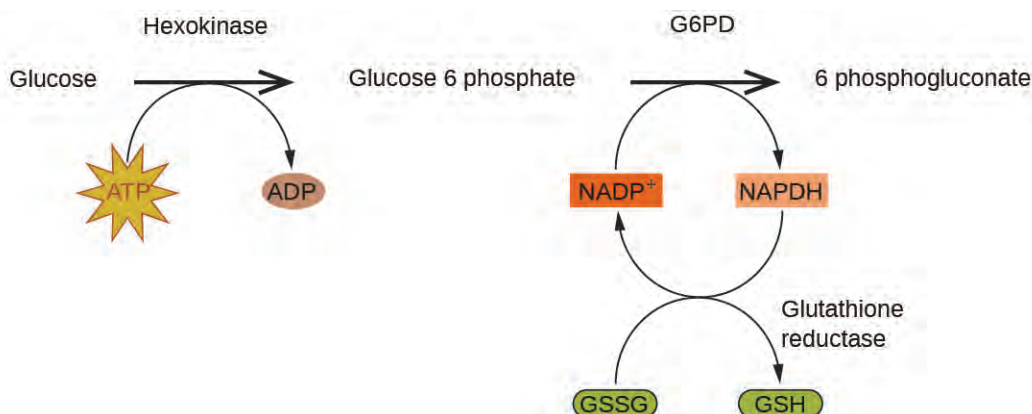 Hexokinase
G6PD
Glucose
Glucose 6 phosphate
6 phosphogluconate
ATP
ADP
NADP+
NAPDH
Glutathione
reductase
GSSG
GSH